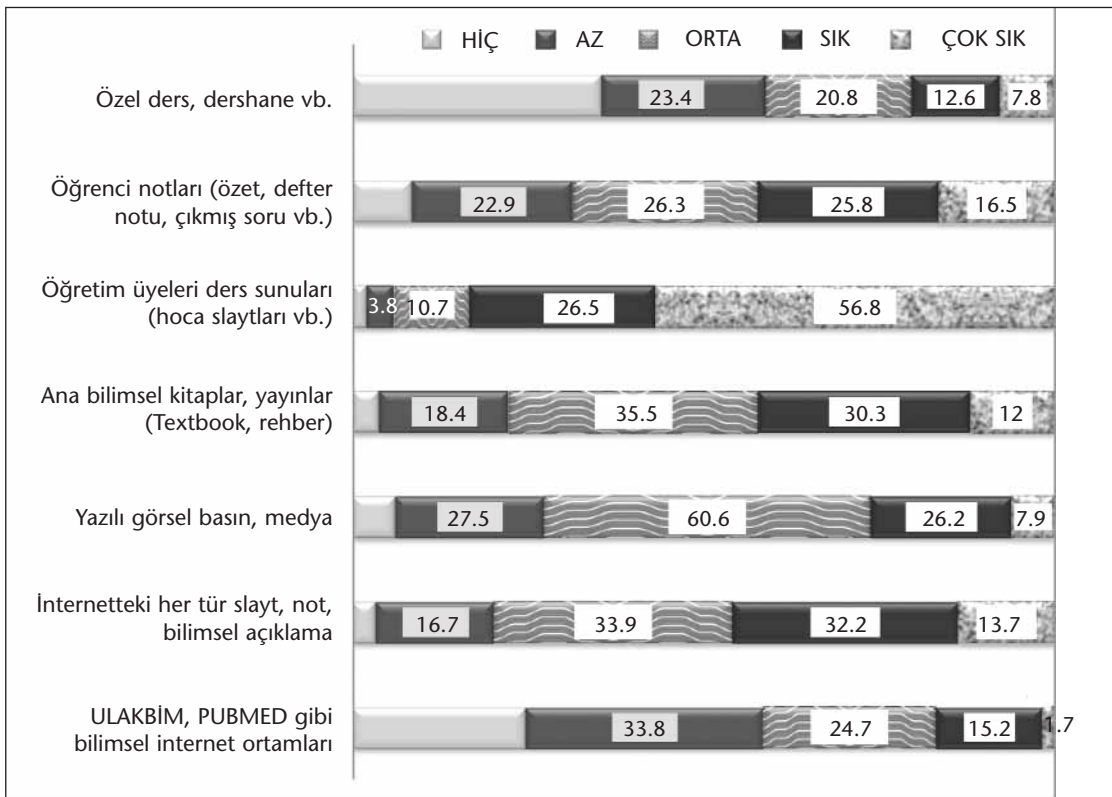 HİÇ AZ ORTA SIK ÇOK SIK
Özel ders, dershane vb.
23.4 20.8 12.6 7.8
Öğrenci notları (özet, defter
notu, çıkmış soru vb.)
22.9 26.3 25.8 16.5
Öğretim üyeleri ders sunuları
(hoca slaytları vb.)
3.8 10.7 26.5 56.8
Ana bilimsel kitaplar, yayınlar
(Textbook, rehber)
18.4 35.5 30.3 12
Yazılı görsel basın, medya
27.5 60.6 26.2 7.9
İnternetteki her tür slayt, not,
bilimsel açıklama
16.7 33.9 32.2 13.7
ULAKBİM, PUBMED gibi
bilimsel internet ortamları
33.8 24.7 15.2 1.7